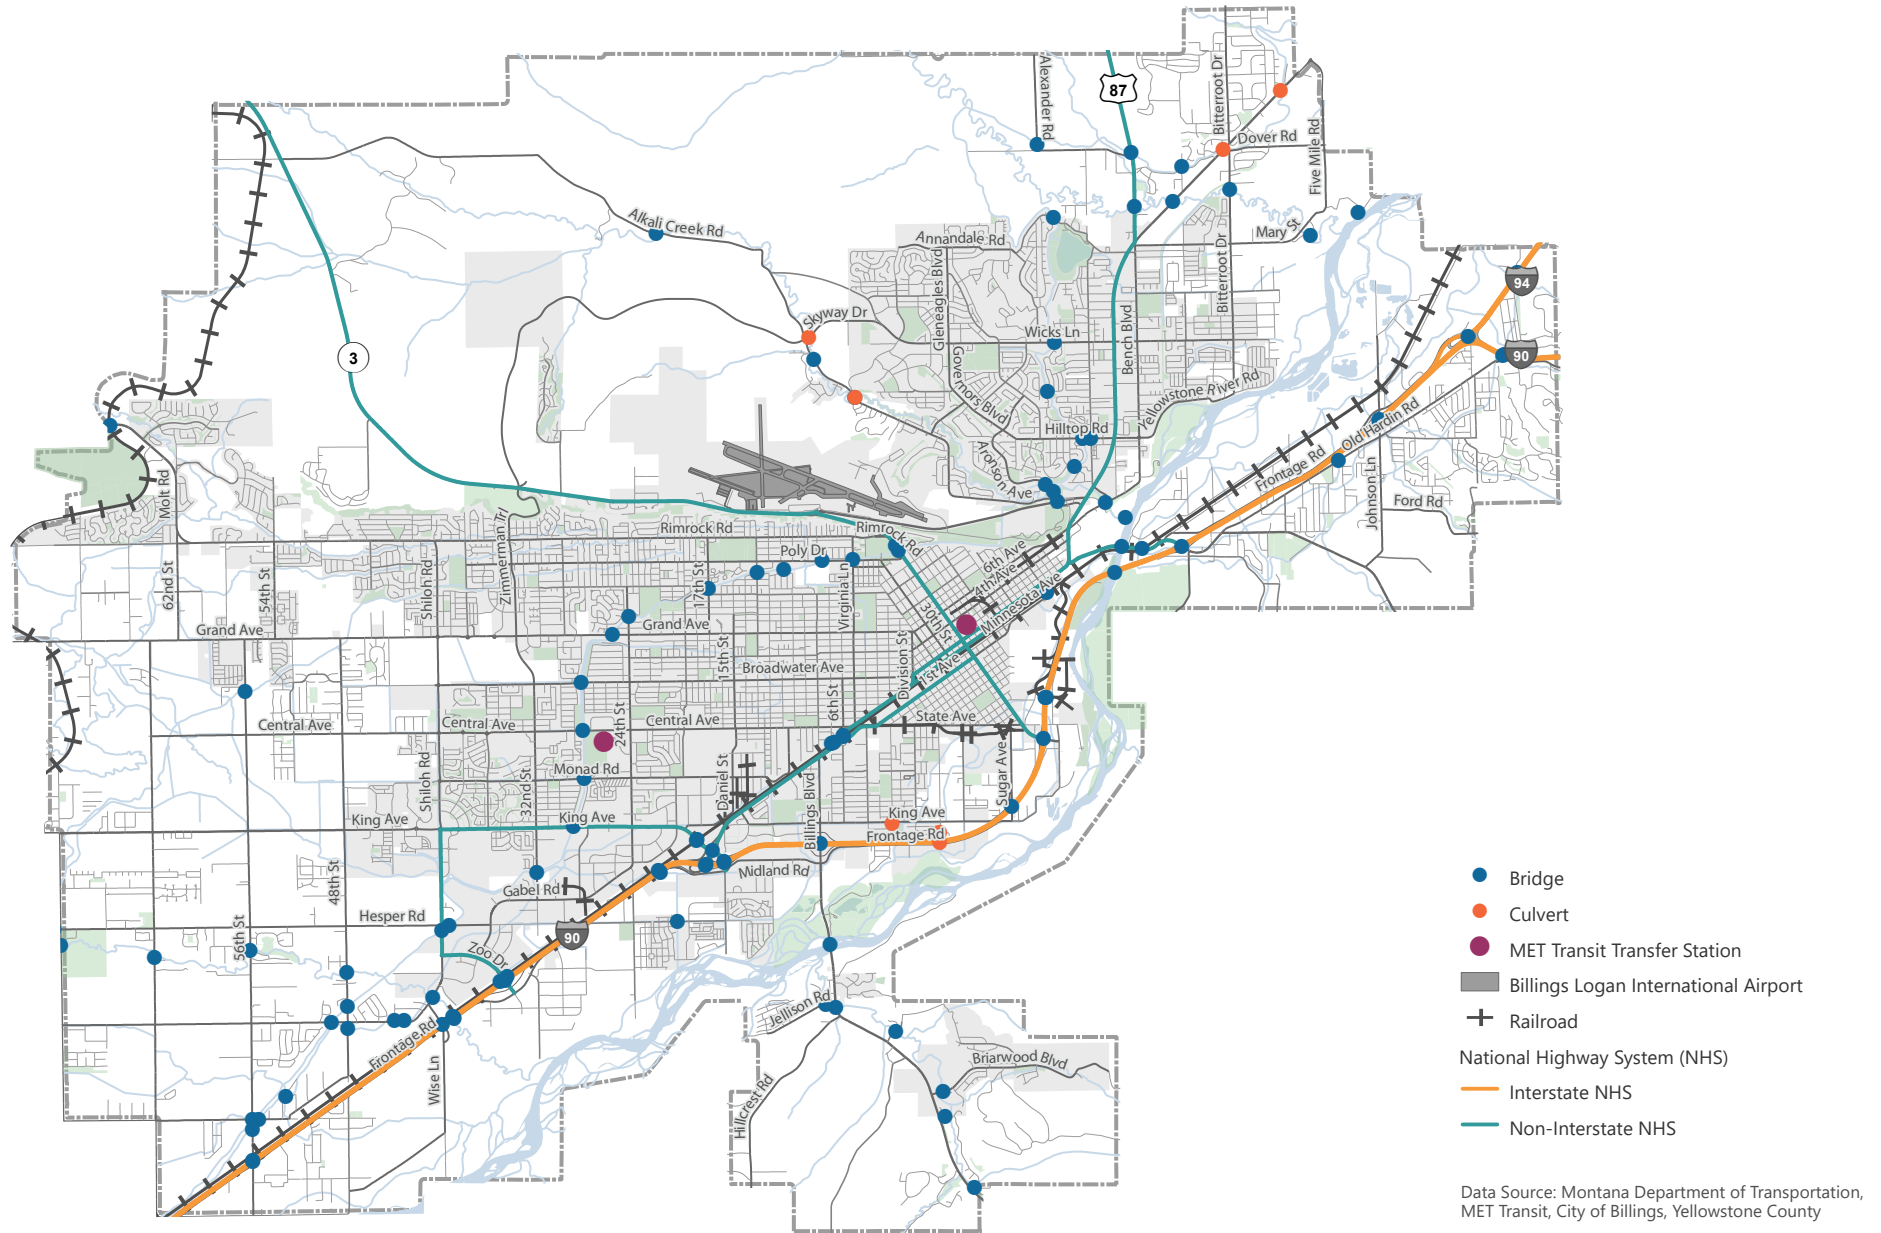 Alexander Rd
87
Bitterroot Dr
Dover Rd
Five Mile Rd
Alkali Creek Rd
Annandale Rd
Mary St
Bitterroot Dr
Gleneagles Blvd
94
Skyway Dr
Wicks Ln
Bench Blvd
3
90
Governors Blvd
Yellowstone River Rd
Hilltop Rd
Old Hardin Rd
Aronson Ave
Frontage Rd
Molt Rd
Johnson Ln
Ford Rd
Zimmerman Trl
Rimrock Rd
Rimrock Rd
Poly Dr
6th Ave
4th Ave
62nd St
54th St
Shiloh Rd
17th St
Virginia Ln
Minnesota Ave
30th St
Grand Ave
Grand Ave
15th St
Division St
Broadwater Ave
1st Ave
6th St
Central Ave
Central Ave
24th St
Central Ave
State Ave
Shiloh Rd
32nd St
Monad Rd
Daniel St
Billings Blvd
Sugar Ave
King Ave
King Ave
King Ave
Frontage Rd
48th St
Gabel Rd
Midland Rd
Hesper Rd
56th St
90
Zoo Dr
Jellison Rd
Frontage Rd
Wise Ln
Briarwood Blvd
Hillcrest Rd
Bridge
Culvert
MET Transit Transfer Station
Billings Logan International Airport
Railroad
National Highway System (NHS)
Interstate NHS
Non-Interstate NHS
Data Source: Montana Department of Transportation,
MET Transit, City of Billings, Yellowstone County